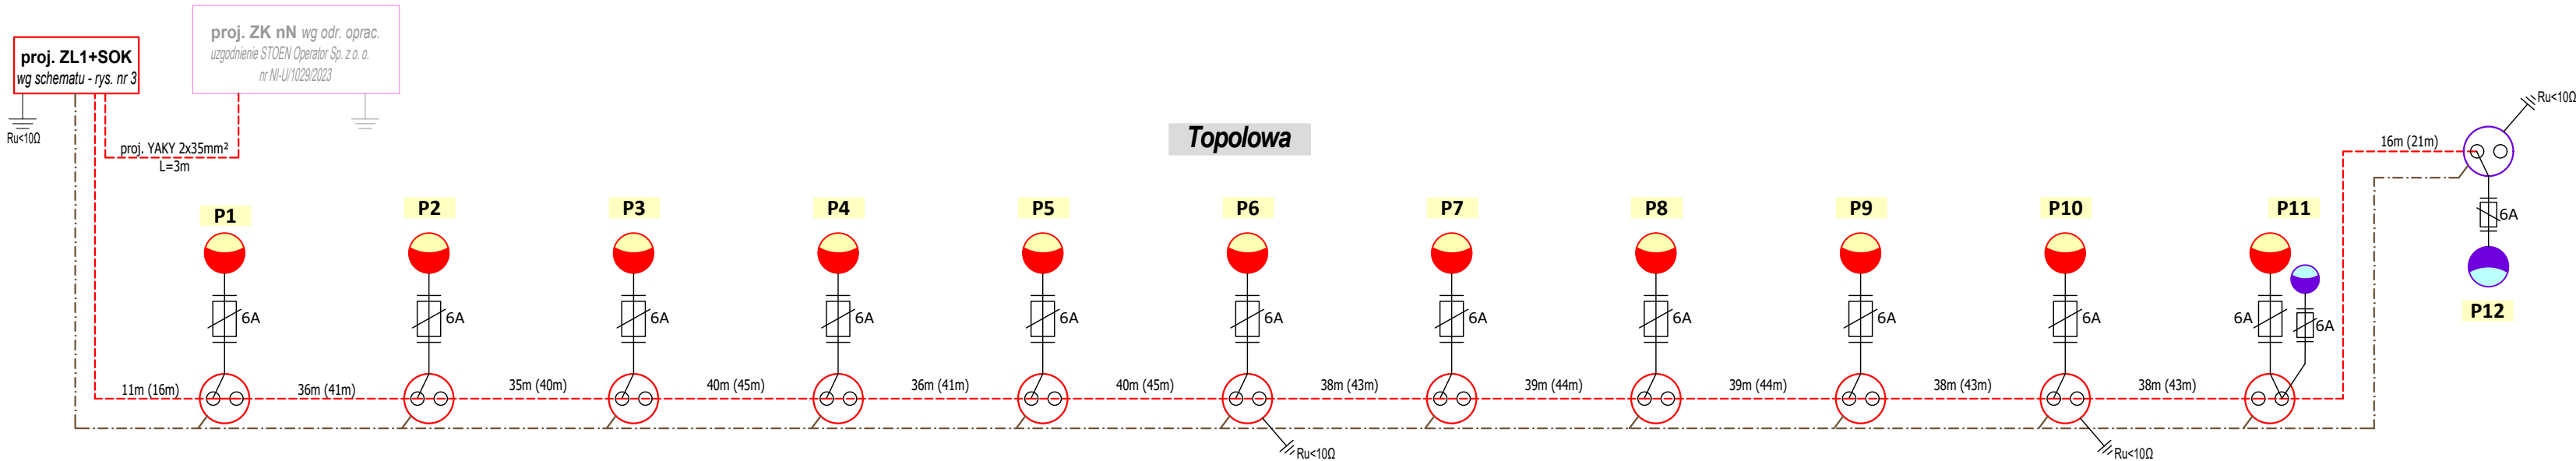 proj. ZL1+SOK
wg schematu - rys. nr 3
Ru<10Ω
proj. ZK nN wg odr. oprac.
uzgodnienie STOEN Operator Sp. z o. o.
nr NI-U/1029/2023
proj. YAKY 2x35mm²
L=3m
Topolowa
Ru<10Ω
16m (21m)
6A
P12
P1
P2
P3
P4
P5
P6
P7
P8
P9
P10
P11
6A
6A
6A
6A
6A
6A
6A
6A
6A
6A
6A
6A
11m (16m)
36m (41m)
35m (40m)
40m (45m)
36m (41m)
40m (45m)
38m (43m)
39m (44m)
39m (44m)
38m (43m)
38m (43m)
Ru<10Ω
Ru<10Ω